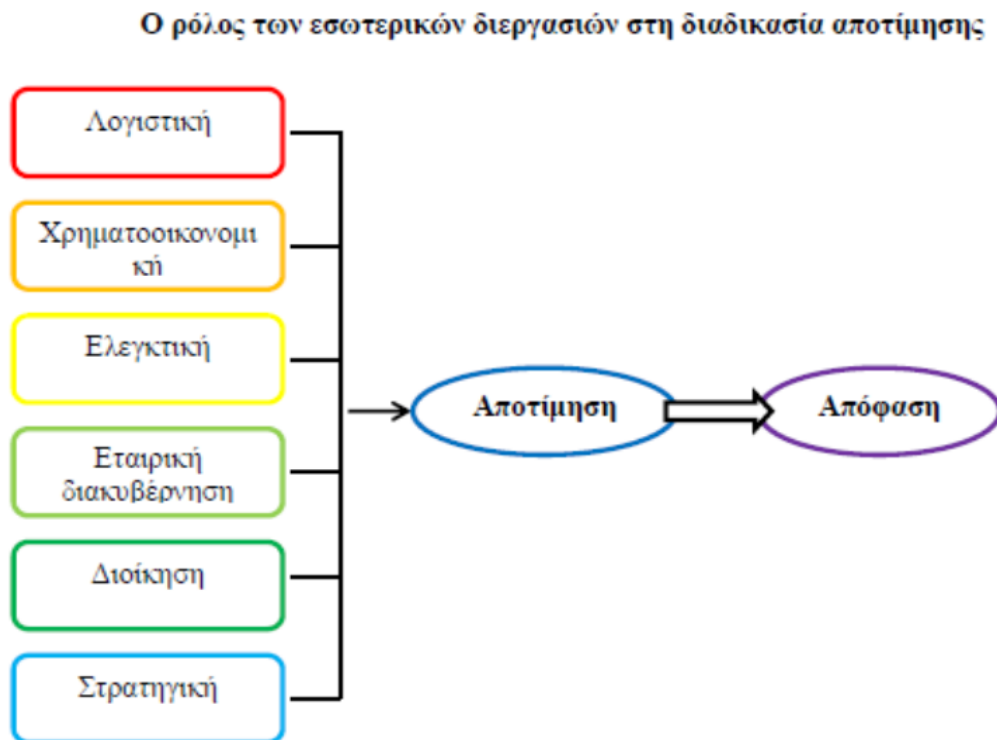 Ο ρόλος των εσωτερικών διεργασιών στη διαδικασία αποτίμησης
Λογιστική
Χρηματοοικονομι
κή
Ελεγκτική
Εταιρική
διακυβέρνηση
Διοίκηση
Στρατηγική
Αποτίμηση
Απόφαση